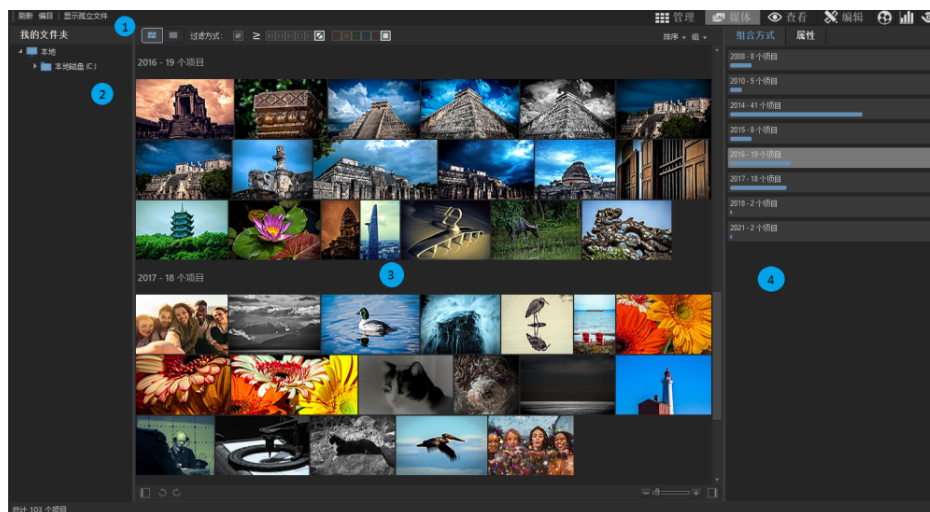 刷新 编目 显示孤立文件
管理 媒体 查看 编辑
1
我的文件夹
过滤方式:
≥
排序 组
组合方式 属性
本地
本地磁盘 (C:)
2
2016 - 19 个项目
2008 - 8 个项目
2010 - 5 个项目
2014 - 41 个项目
2015 - 8 个项目
2016 - 19 个项目
2017 - 18 个项目
2018 - 2 个项目
2021 - 2 个项目
2017 - 18 个项目
3
4
总计 103 个项目